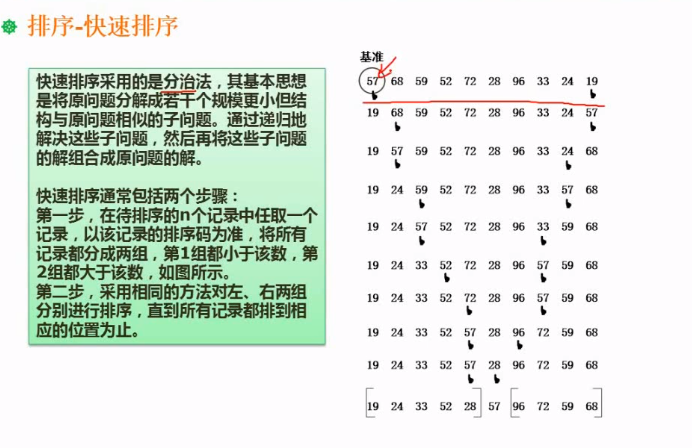 排序-快速排序
快速排序采用的是分治法，其基本思想
是将原问题分解成若干个规模更小但结
构与原问题相似的子问题。通过递归地
解决这些子问题，然后再将这些子问题
的解组合成原问题的解。
快速排序通常包括两个步骤：
第一步，在待排序的n个记录中任取一个
记录，以该记录的排序码为准，将所有
记录都分成两组，第1组都小于该数，第
2组都大于该数，如图所示。
第二步，采用相同的方法对左、右两组
分别进行排序，直到所有记录都排到相
应的位置为止。
基准
57 68 59 52 72 28 96 33 24 19
19 68 59 52 72 28 96 33 24 57
19 57 59 52 72 28 96 33 24 68
19 24 59 52 72 28 96 33 57 68
19 24 57 52 72 28 96 33 59 68
19 24 33 52 72 28 96 57 59 68
19 24 33 52 72 28 96 57 59 68
19 24 33 52 57 28 96 72 59 68
19 24 33 52 57 28 96 72 59 68
[19 24 33 52 28] 57 [96 72 59 68]